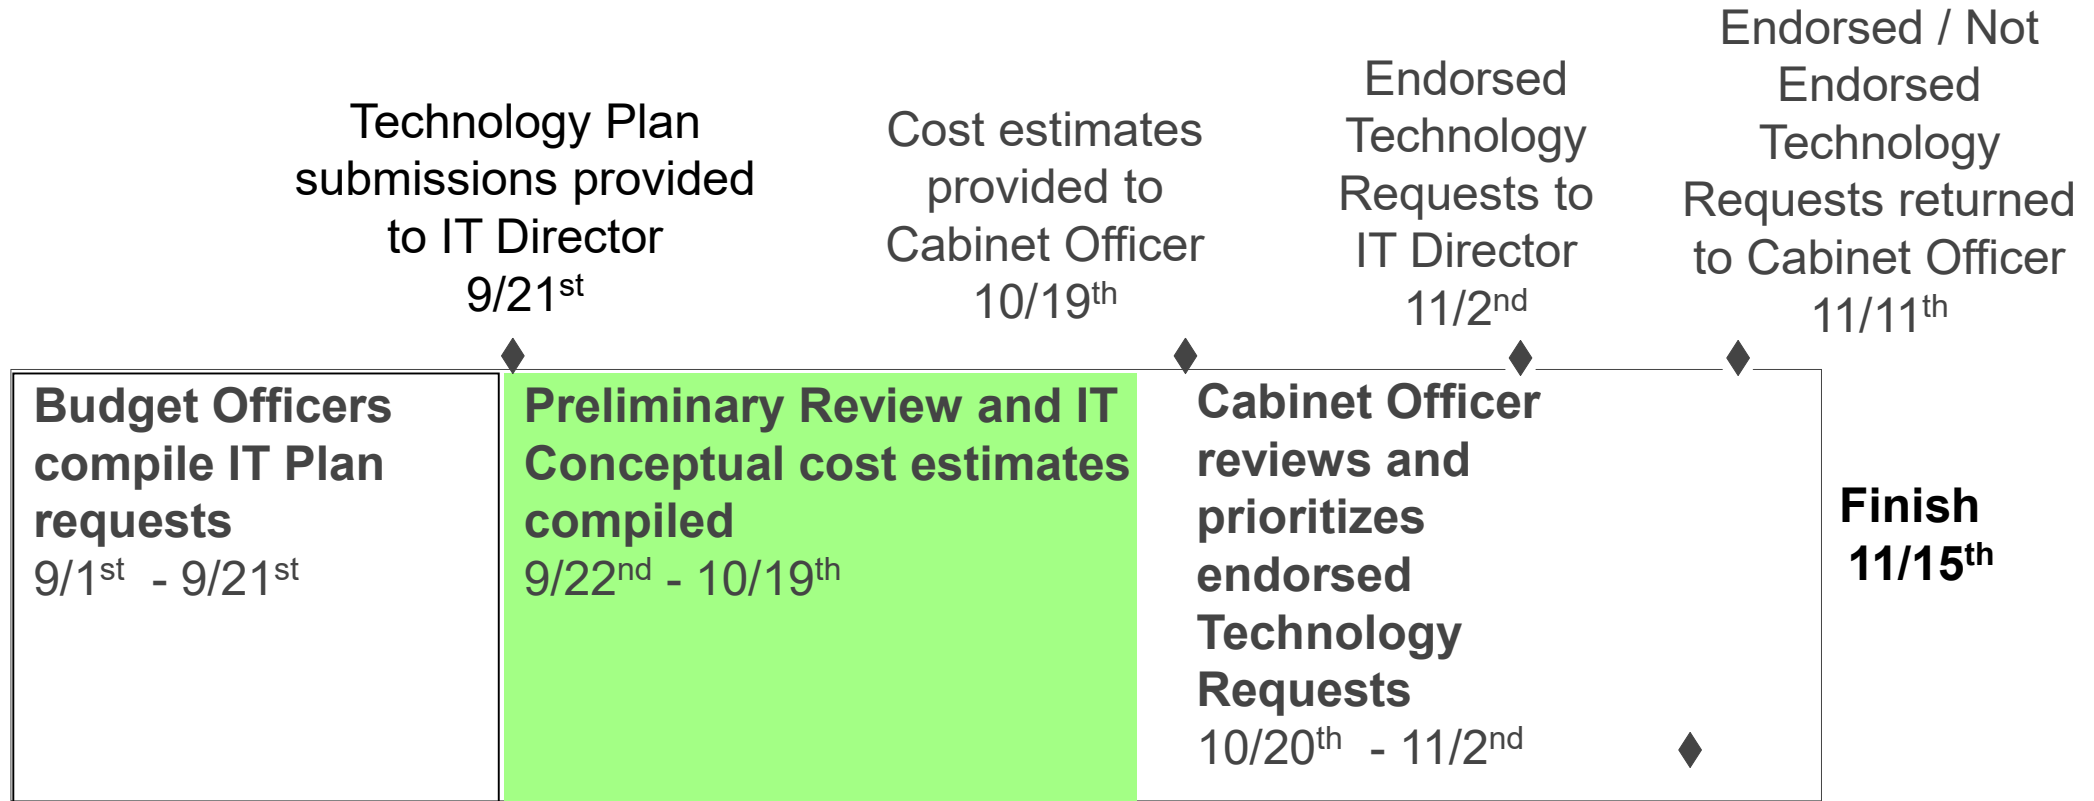 Technology Plan
submissions provided
to IT Director
9/21st
Cost estimates
provided to
Cabinet Officer
10/19th
Endorsed
Technology
Requests to
IT Director
11/2nd
Endorsed / Not
Endorsed
Technology
Requests returned
to Cabinet Officer
11/11th
Budget Officers
compile IT Plan
requests
9/1st - 9/21st
Preliminary Review and IT
Conceptual cost estimates
compiled
9/22nd - 10/19th
Cabinet Officer
reviews and
prioritizes
endorsed
Technology
Requests
10/20th - 11/2nd
Finish
11/15th